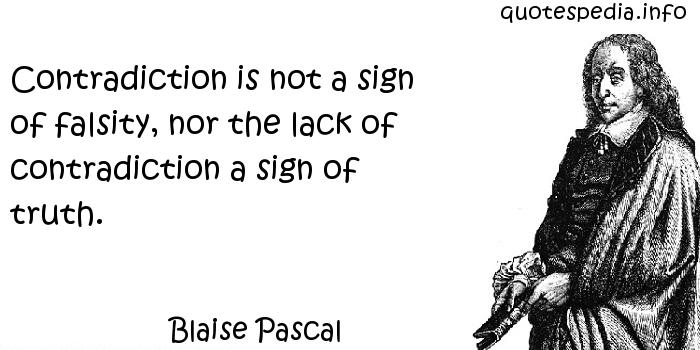 quotespedia.info
Contradiction is not a sign
of falsity, nor the lack of
contradiction a sign of
truth.
Blaise Pascal